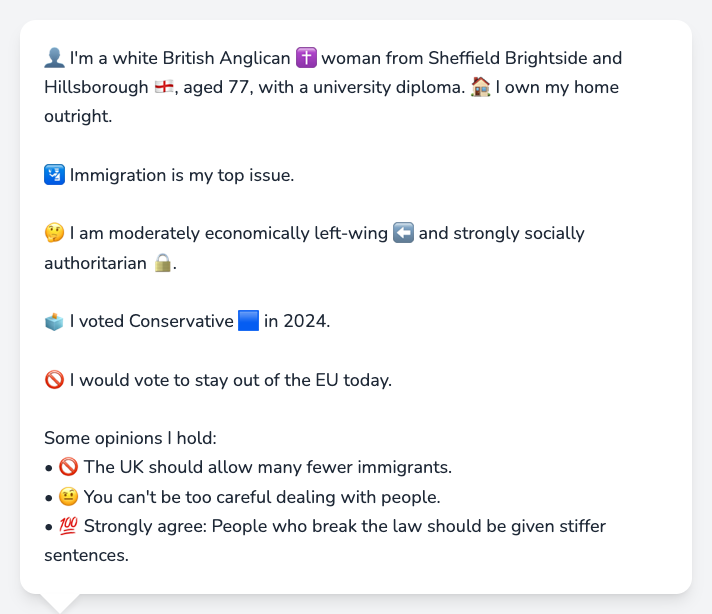 👤 I'm a white British Anglican ✝️ woman from Sheffield Brightside and
Hillsborough 🏴󠁧󠁢󠁥󠁮󠁧󠁿, aged 77, with a university diploma. 🏠 I own my home
outright.
🛂 Immigration is my top issue.
🤔 I am moderately economically left-wing ⬅️ and strongly socially
authoritarian 🔒.
🗳️ I voted Conservative 🟦 in 2024.
🚫 I would vote to stay out of the EU today.
Some opinions I hold:
• 🚫 The UK should allow many fewer immigrants.
• 🤨 You can't be too careful dealing with people.
• 💯 Strongly agree: People who break the law should be given stiffer
sentences.